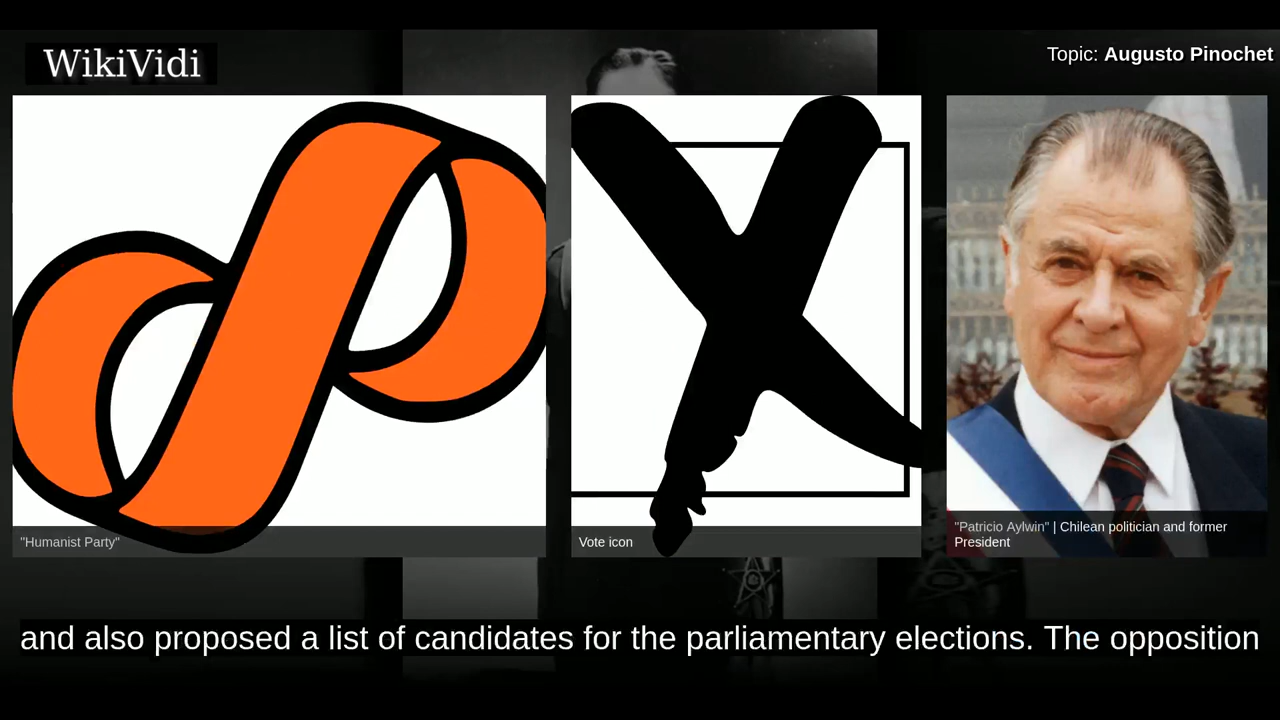 WikiVidi
Topic: Augusto Pinochet
"Humanist Party"
Vote icon
"Patricio Aylwin" | Chilean politician and former
President
and also proposed a list of candidates for the parliamentary elections. The opposition